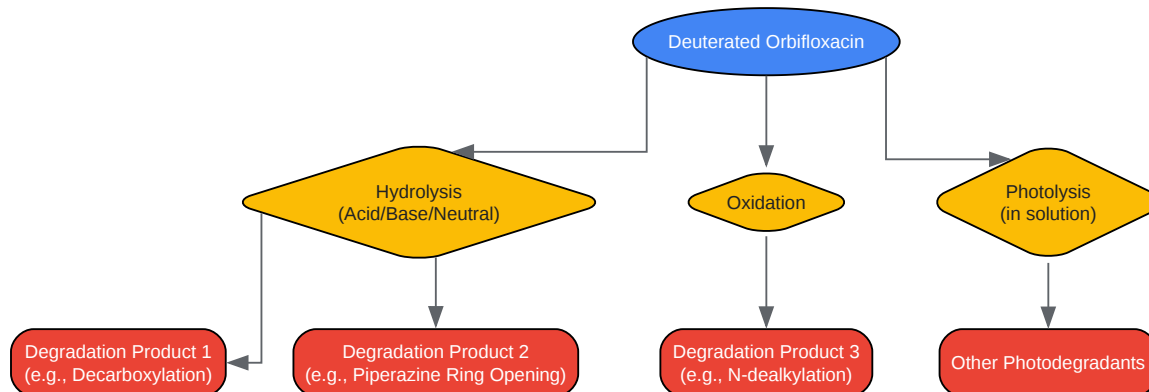 Deuterated Orbifloxacin
Hydrolysis
(Acid/Base/Neutral)
Oxidation
Photolysis
(in solution)
Degradation Product 1
(e.g., Decarboxylation)
Degradation Product 2
(e.g., Piperazine Ring Opening)
Degradation Product 3
(e.g., N-dealkylation)
Other Photodegradants